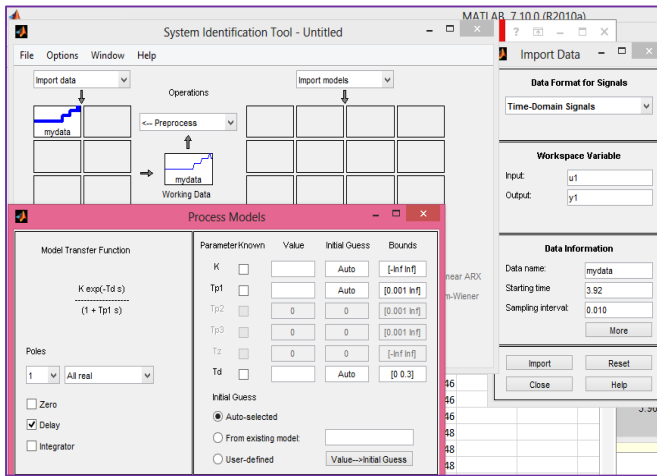 MATLAB 7.10.0 (R2010a)
System Identification Tool - Untitled
File Options Window Help
Import data
Import models
Operations
<-- Preprocess
mydata
mydata
Working Data
near ARX
m-Wiener
Import Data
Data Format for Signals
Time-Domain Signals
Workspace Variable
Input: u1
Output: y1
Data Information
Data name: mydata
Starting time 3.92
Sampling interval: 0.010
More
Import Reset
Close Help
Process Models
Model Transfer Function
K exp(-Td s)
------------------
(1 + Tp1 s)
Poles
1 All real
Zero
Delay
Integrator
Parameter Known Value Initial Guess Bounds
K Auto [-Inf Inf]
Tp1 Auto [0.001 Inf]
Tp2 0 0 [0.001 Inf]
Tp3 0 0 [0.001 Inf]
Tz 0 0 [-Inf Inf]
Td Auto [0 0.3]
Initial Guess
Auto-selected
From existing model:
User-defined Value-->Initial Guess
46
46
46
48
48
48